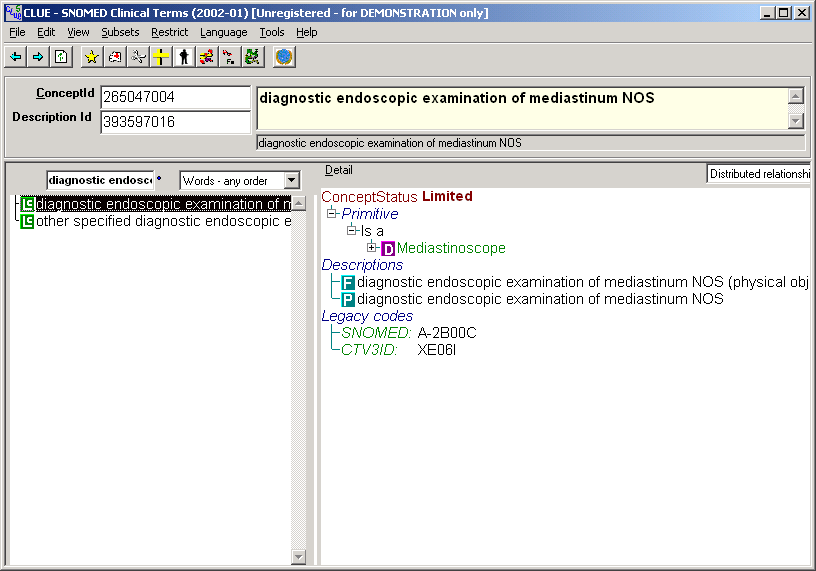 CLUE - SNOMED Clinical Terms (2002-01) [Unregistered - for DEMONSTRATION only]
File Edit View Subsets Restrict Language Tools Help
ConceptId 265047004
diagnostic endoscopic examination of mediastinum NOS
Description Id 393597016
diagnostic endoscopic examination of mediastinum NOS
diagnostic endosc
Words - any order
Detail
Distributed relationshi
diagnostic endoscopic examination of m
other specified diagnostic endoscopic e
ConceptStatus Limited
Primitive
Is a
D Mediastinoscope
Descriptions
F diagnostic endoscopic examination of mediastinum NOS (physical obj
P diagnostic endoscopic examination of mediastinum NOS
Legacy codes
SNOMED: A-2B00C
CTV3ID: XE06I